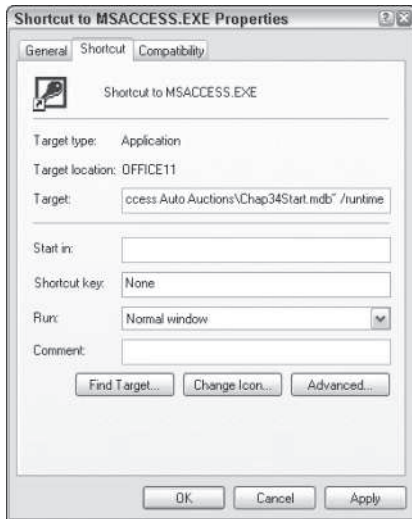 Shortcut to MSACCESS.EXE Properties
General Shortcut Compatibility
Shortcut to MSACCESS.EXE
Target type: Application
Target location: OFFICE11
Target: ccess Auto Auctions\Chap34Start.mdb" /runtime
Start in:
Shortcut key: None
Run: Normal window
Comment:
Find Target... Change Icon... Advanced...
OK Cancel Apply